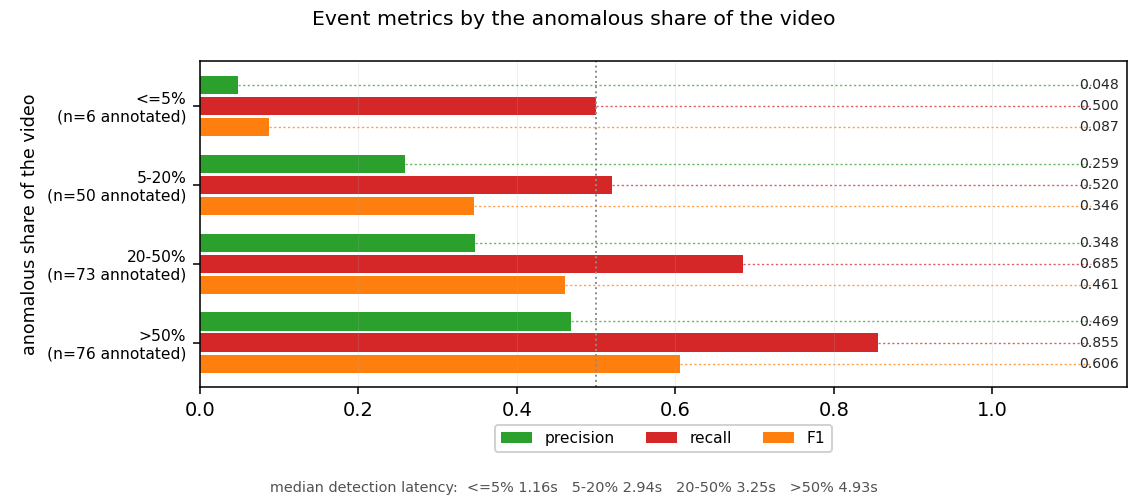 Event metrics by the anomalous share of the video
anomalous share of the video
<=5%
(n=6 annotated)
0.048
0.500
0.087
5-20%
(n=50 annotated)
0.259
0.520
0.346
20-50%
(n=73 annotated)
0.348
0.685
0.461
>50%
(n=76 annotated)
0.469
0.855
0.606
0.0 0.2 0.4 0.6 0.8 1.0
precision recall F1
median detection latency: <=5% 1.16s 5-20% 2.94s 20-50% 3.25s >50% 4.93s